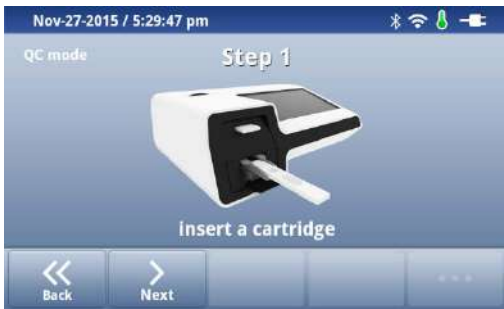 Nov-27-2015 / 5:29:47 pm
QC mode
Step 1
insert a cartridge
Back
Next